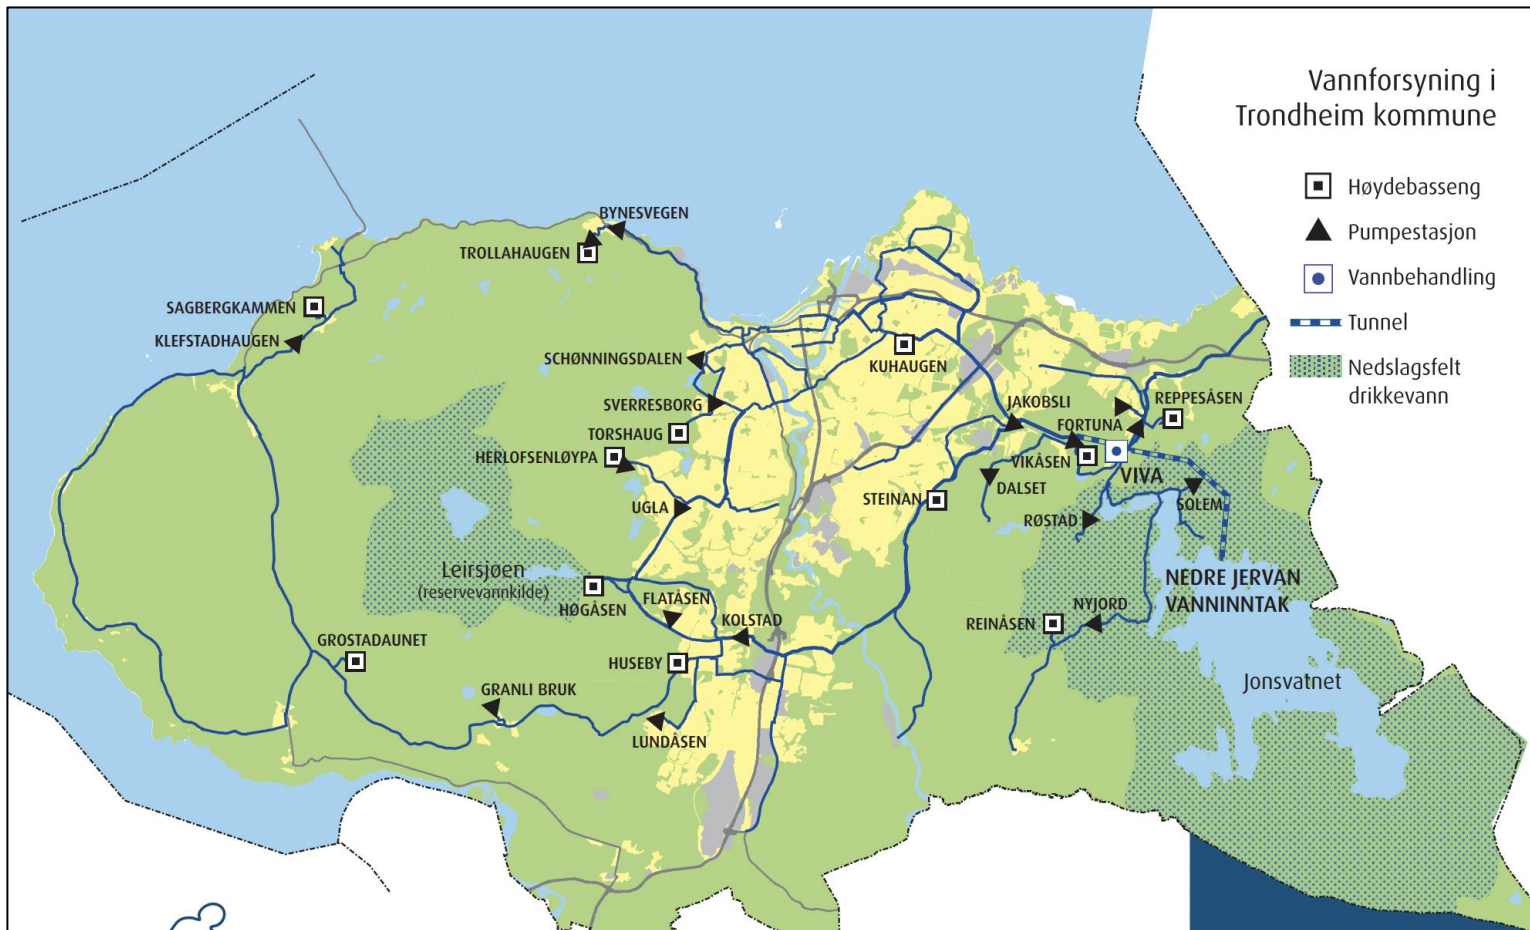 Vannforsyning i
Trondheim kommune
Høydebasseng
Pumpestasjon
Vannbehandling
Tunnel
Nedslagsfelt
drikkevann
BYNESVEGEN
TROLLAHAUGEN
SAGBERGKAMMEN
KLEFSTADHAUGEN
SCHØNNINGSDALEN
KUHAUGEN
SVERRESBORG
JAKOBSLI
REPPESÅSEN
FORTUNA
TORSHAUG
HERLOFSENLØYPA
VIKÅSEN
VIVA
DALSET
STEINAN
SOLEM
UGLA
RØSTAD
Leirsjøen
(reservevannkilde)
HØGÅSEN
FLATÅSEN
NEDRE JERVAN
VANNINNTAK
NYJORD
REINÅSEN
KOLSTAD
GROSTADAUNET
HUSEBY
Jonsvatnet
GRANLI BRUK
LUNDÅSEN